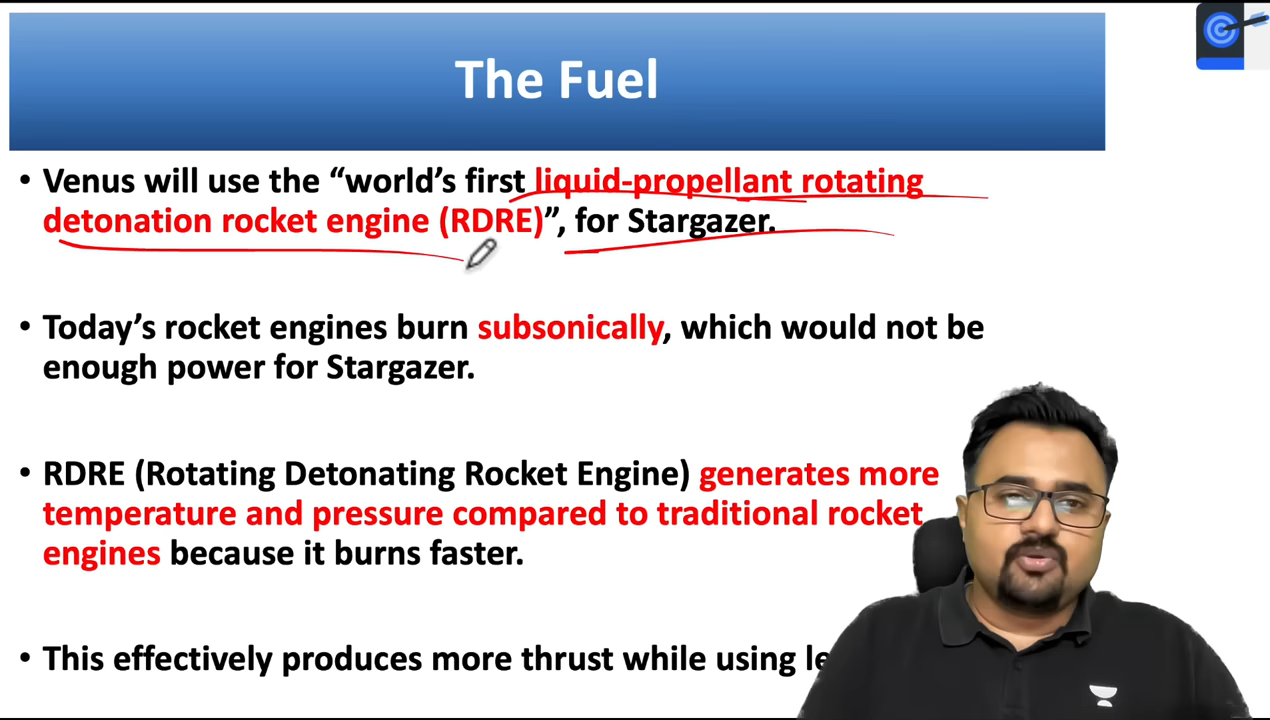 The Fuel
• Venus will use the “world’s first liquid-propellant rotating
detonation rocket engine (RDRE)”, for Stargazer.
• Today’s rocket engines burn subsonically, which would not be
enough power for Stargazer.
• RDRE (Rotating Detonating Rocket Engine) generates more
temperature and pressure compared to traditional rocket
engines because it burns faster.
• This effectively produces more thrust while using